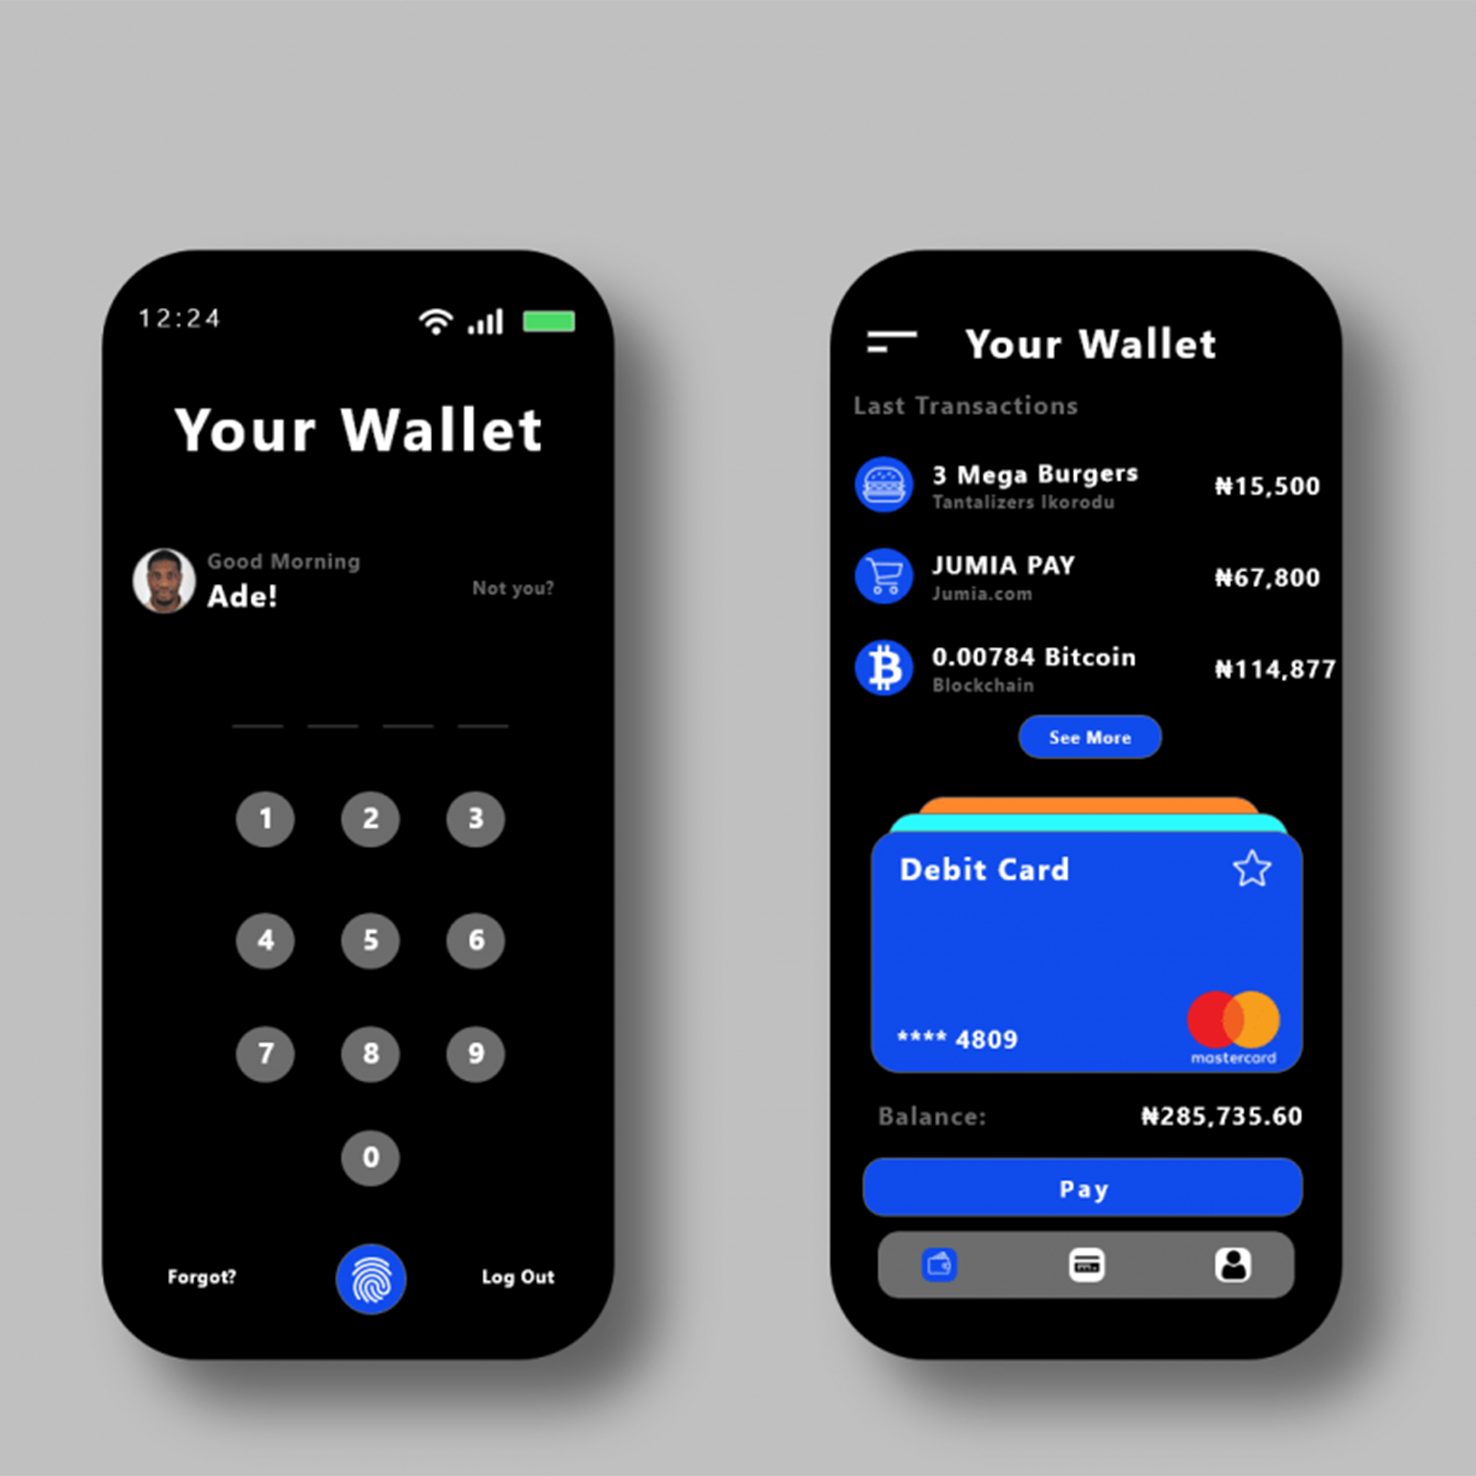 12:24
Your Wallet
Good Morning
Ade!
Not you?
1 2 3
4 5 6
7 8 9
0
Forgot?
Log Out
Your Wallet
Last Transactions
3 Mega Burgers
Tantalizers Ikorodu
₦15,500
JUMIA PAY
Jumia.com
₦67,800
0.00784 Bitcoin
Blockchain
₦114,877
See More
Debit Card
**** 4809
mastercard
Balance:
₦285,735.60
Pay